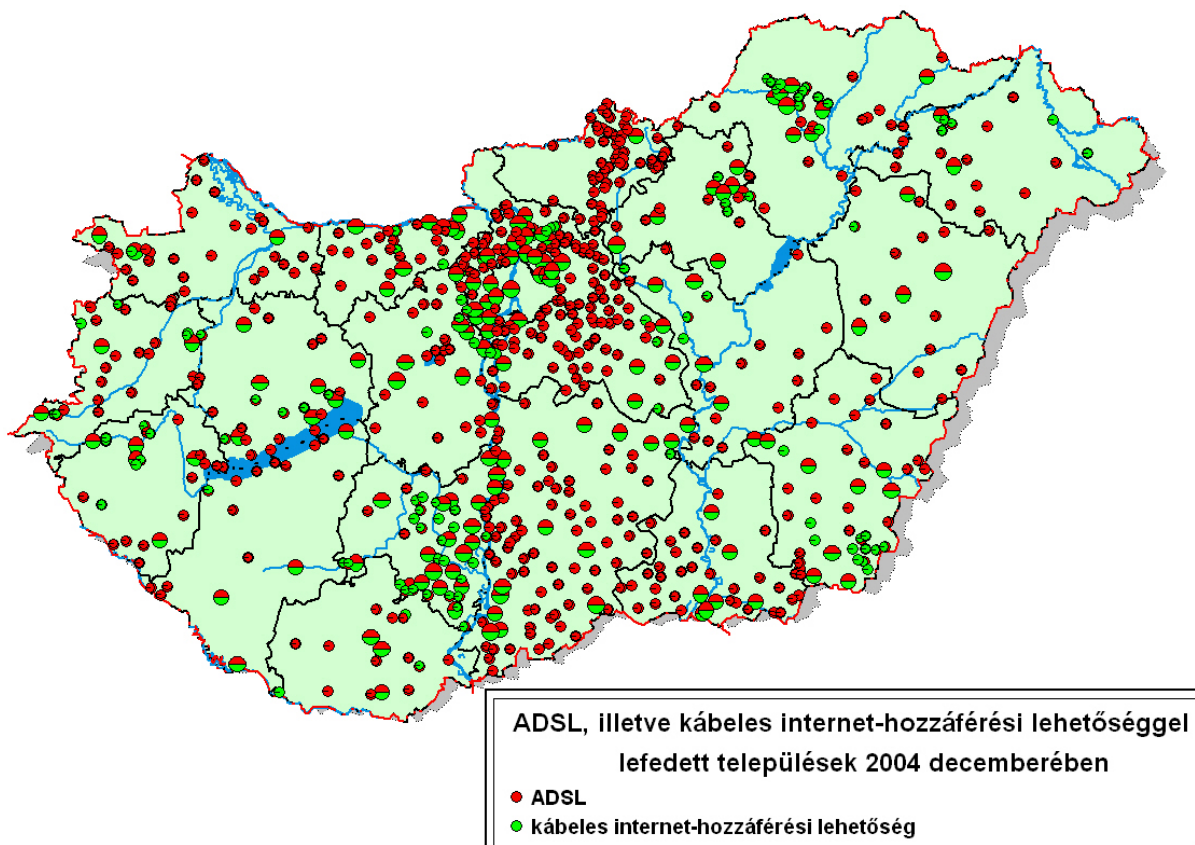 ADSL, illetve kábeles internet-hozzáférési lehetőséggel
lefedett települések 2004 decemberében
ADSL
kábeles internet-hozzáférési lehetőség